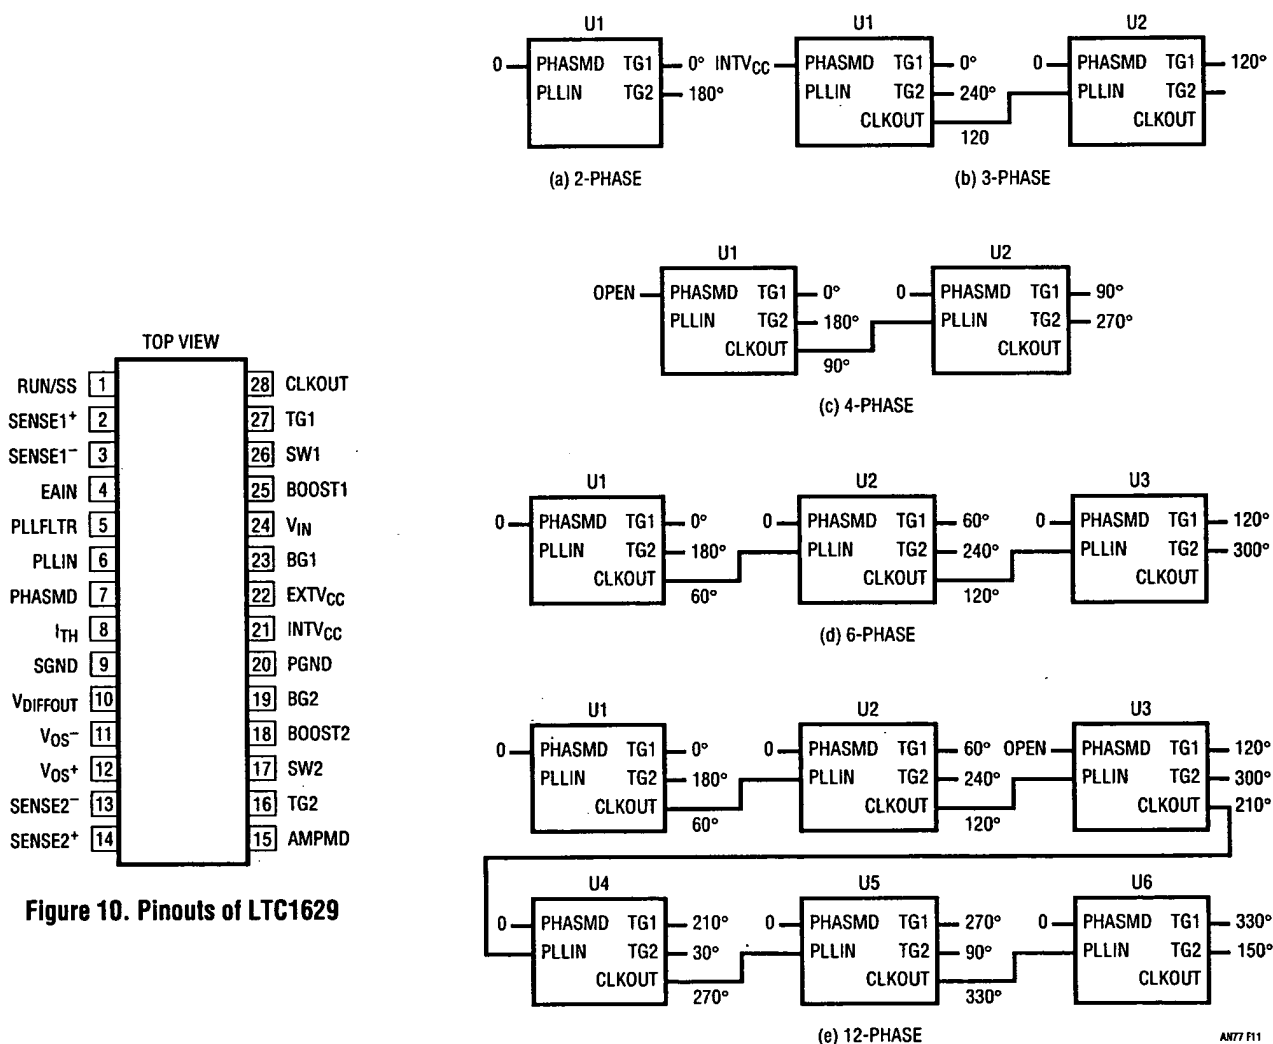 U1
0 PHASMD TG1 0°
PLLIN TG2 180°
(a) 2-PHASE
U1 U2
INTVCC PHASMD TG1 0° 0 PHASMD TG1 120°
PLLIN TG2 240° PLLIN TG2
CLKOUT 120 CLKOUT
(b) 3-PHASE
U1 U2
OPEN PHASMD TG1 0° 0 PHASMD TG1 90°
PLLIN TG2 180° PLLIN TG2 270°
CLKOUT 90° CLKOUT
(c) 4-PHASE
TOP VIEW
RUN/SS 1 28 CLKOUT
SENSE1+ 2 27 TG1
SENSE1− 3 26 SW1
EAIN 4 25 BOOST1
PLLFLTR 5 24 VIN
PLLIN 6 23 BG1
PHASMD 7 22 EXTVCC
ITH 8 21 INTVCC
SGND 9 20 PGND
VDIFFOUT 10 19 BG2
VOS− 11 18 BOOST2
VOS+ 12 17 SW2
SENSE2− 13 16 TG2
SENSE2+ 14 15 AMPMD
Figure 10. Pinouts of LTC1629
U1 U2 U3
0 PHASMD TG1 0° 0 PHASMD TG1 60° 0 PHASMD TG1 120°
PLLIN TG2 180° PLLIN TG2 240° PLLIN TG2 300°
CLKOUT 60° CLKOUT 120° CLKOUT
(d) 6-PHASE
U1 U2 U3
0 PHASMD TG1 0° 0 PHASMD TG1 60° OPEN PHASMD TG1 120°
PLLIN TG2 180° PLLIN TG2 240° PLLIN TG2 300°
CLKOUT 60° CLKOUT 120° CLKOUT 210°
U4 U5 U6
0 PHASMD TG1 210° 0 PHASMD TG1 270° 0 PHASMD TG1 330°
PLLIN TG2 30° PLLIN TG2 90° PLLIN TG2 150°
CLKOUT 270° CLKOUT 330° CLKOUT
(e) 12-PHASE
AN77 F11